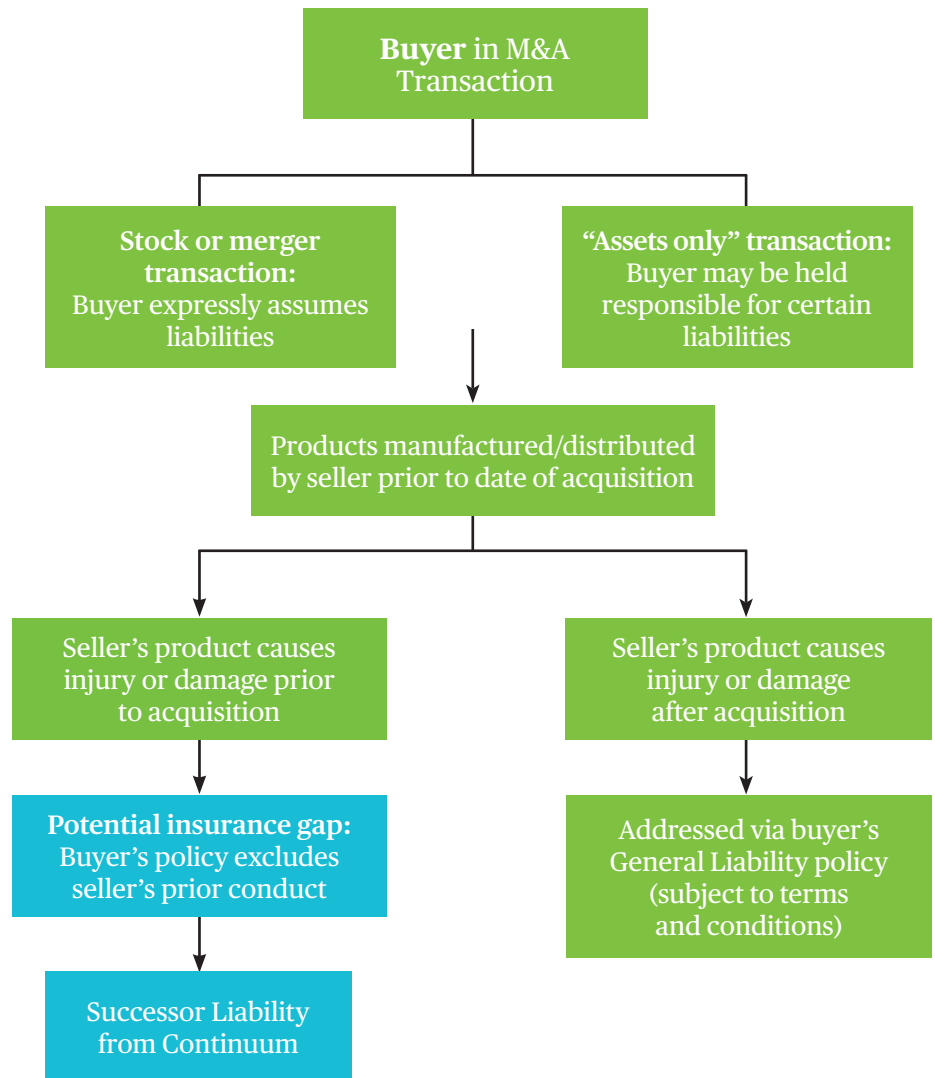 Buyer in M&A
Transaction
Stock or merger
transaction:
Buyer expressly assumes
liabilities
“Assets only” transaction:
Buyer may be held
responsible for certain
liabilities
Products manufactured/distributed
by seller prior to date of acquisition
Seller’s product causes
injury or damage prior
to acquisition
Seller’s product causes
injury or damage
after acquisition
Potential insurance gap:
Buyer’s policy excludes
seller’s prior conduct
Addressed via buyer’s
General Liability policy
(subject to terms
and conditions)
Successor Liability
from Continuum